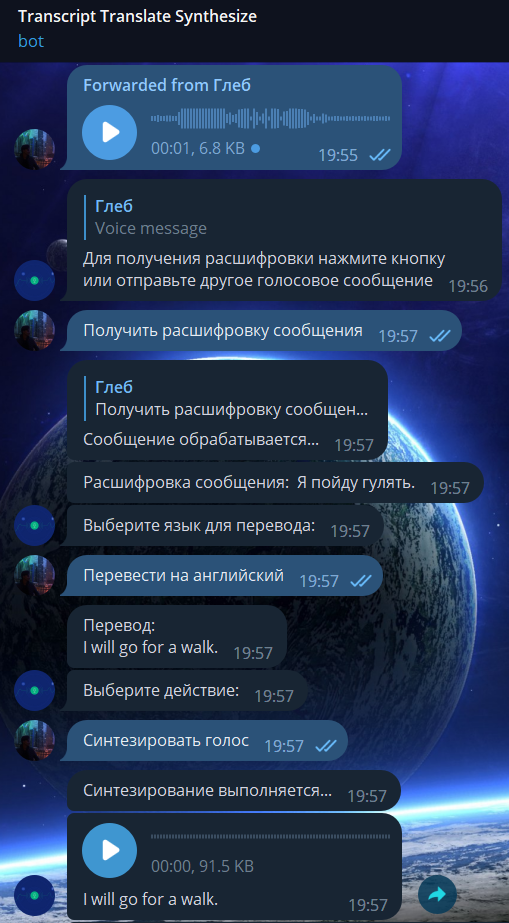 Transcript Translate Synthesize
bot
Forwarded from Глеб
00:01, 6.8 KB
19:55
Глеб
Voice message
Для получения расшифровки нажмите кнопку
или отправьте другое голосовое сообщение 19:56
Получить расшифровку сообщения 19:57
Глеб
Получить расшифровку сообщен...
Сообщение обрабатывается... 19:57
Расшифровка сообщения: Я пойду гулять. 19:57
Выберите язык для перевода: 19:57
Перевести на английский 19:57
Перевод:
I will go for a walk. 19:57
Выберите действие: 19:57
Синтезировать голос 19:57
Синтезирование выполняется... 19:57
00:00, 91.5 KB
I will go for a walk. 19:57